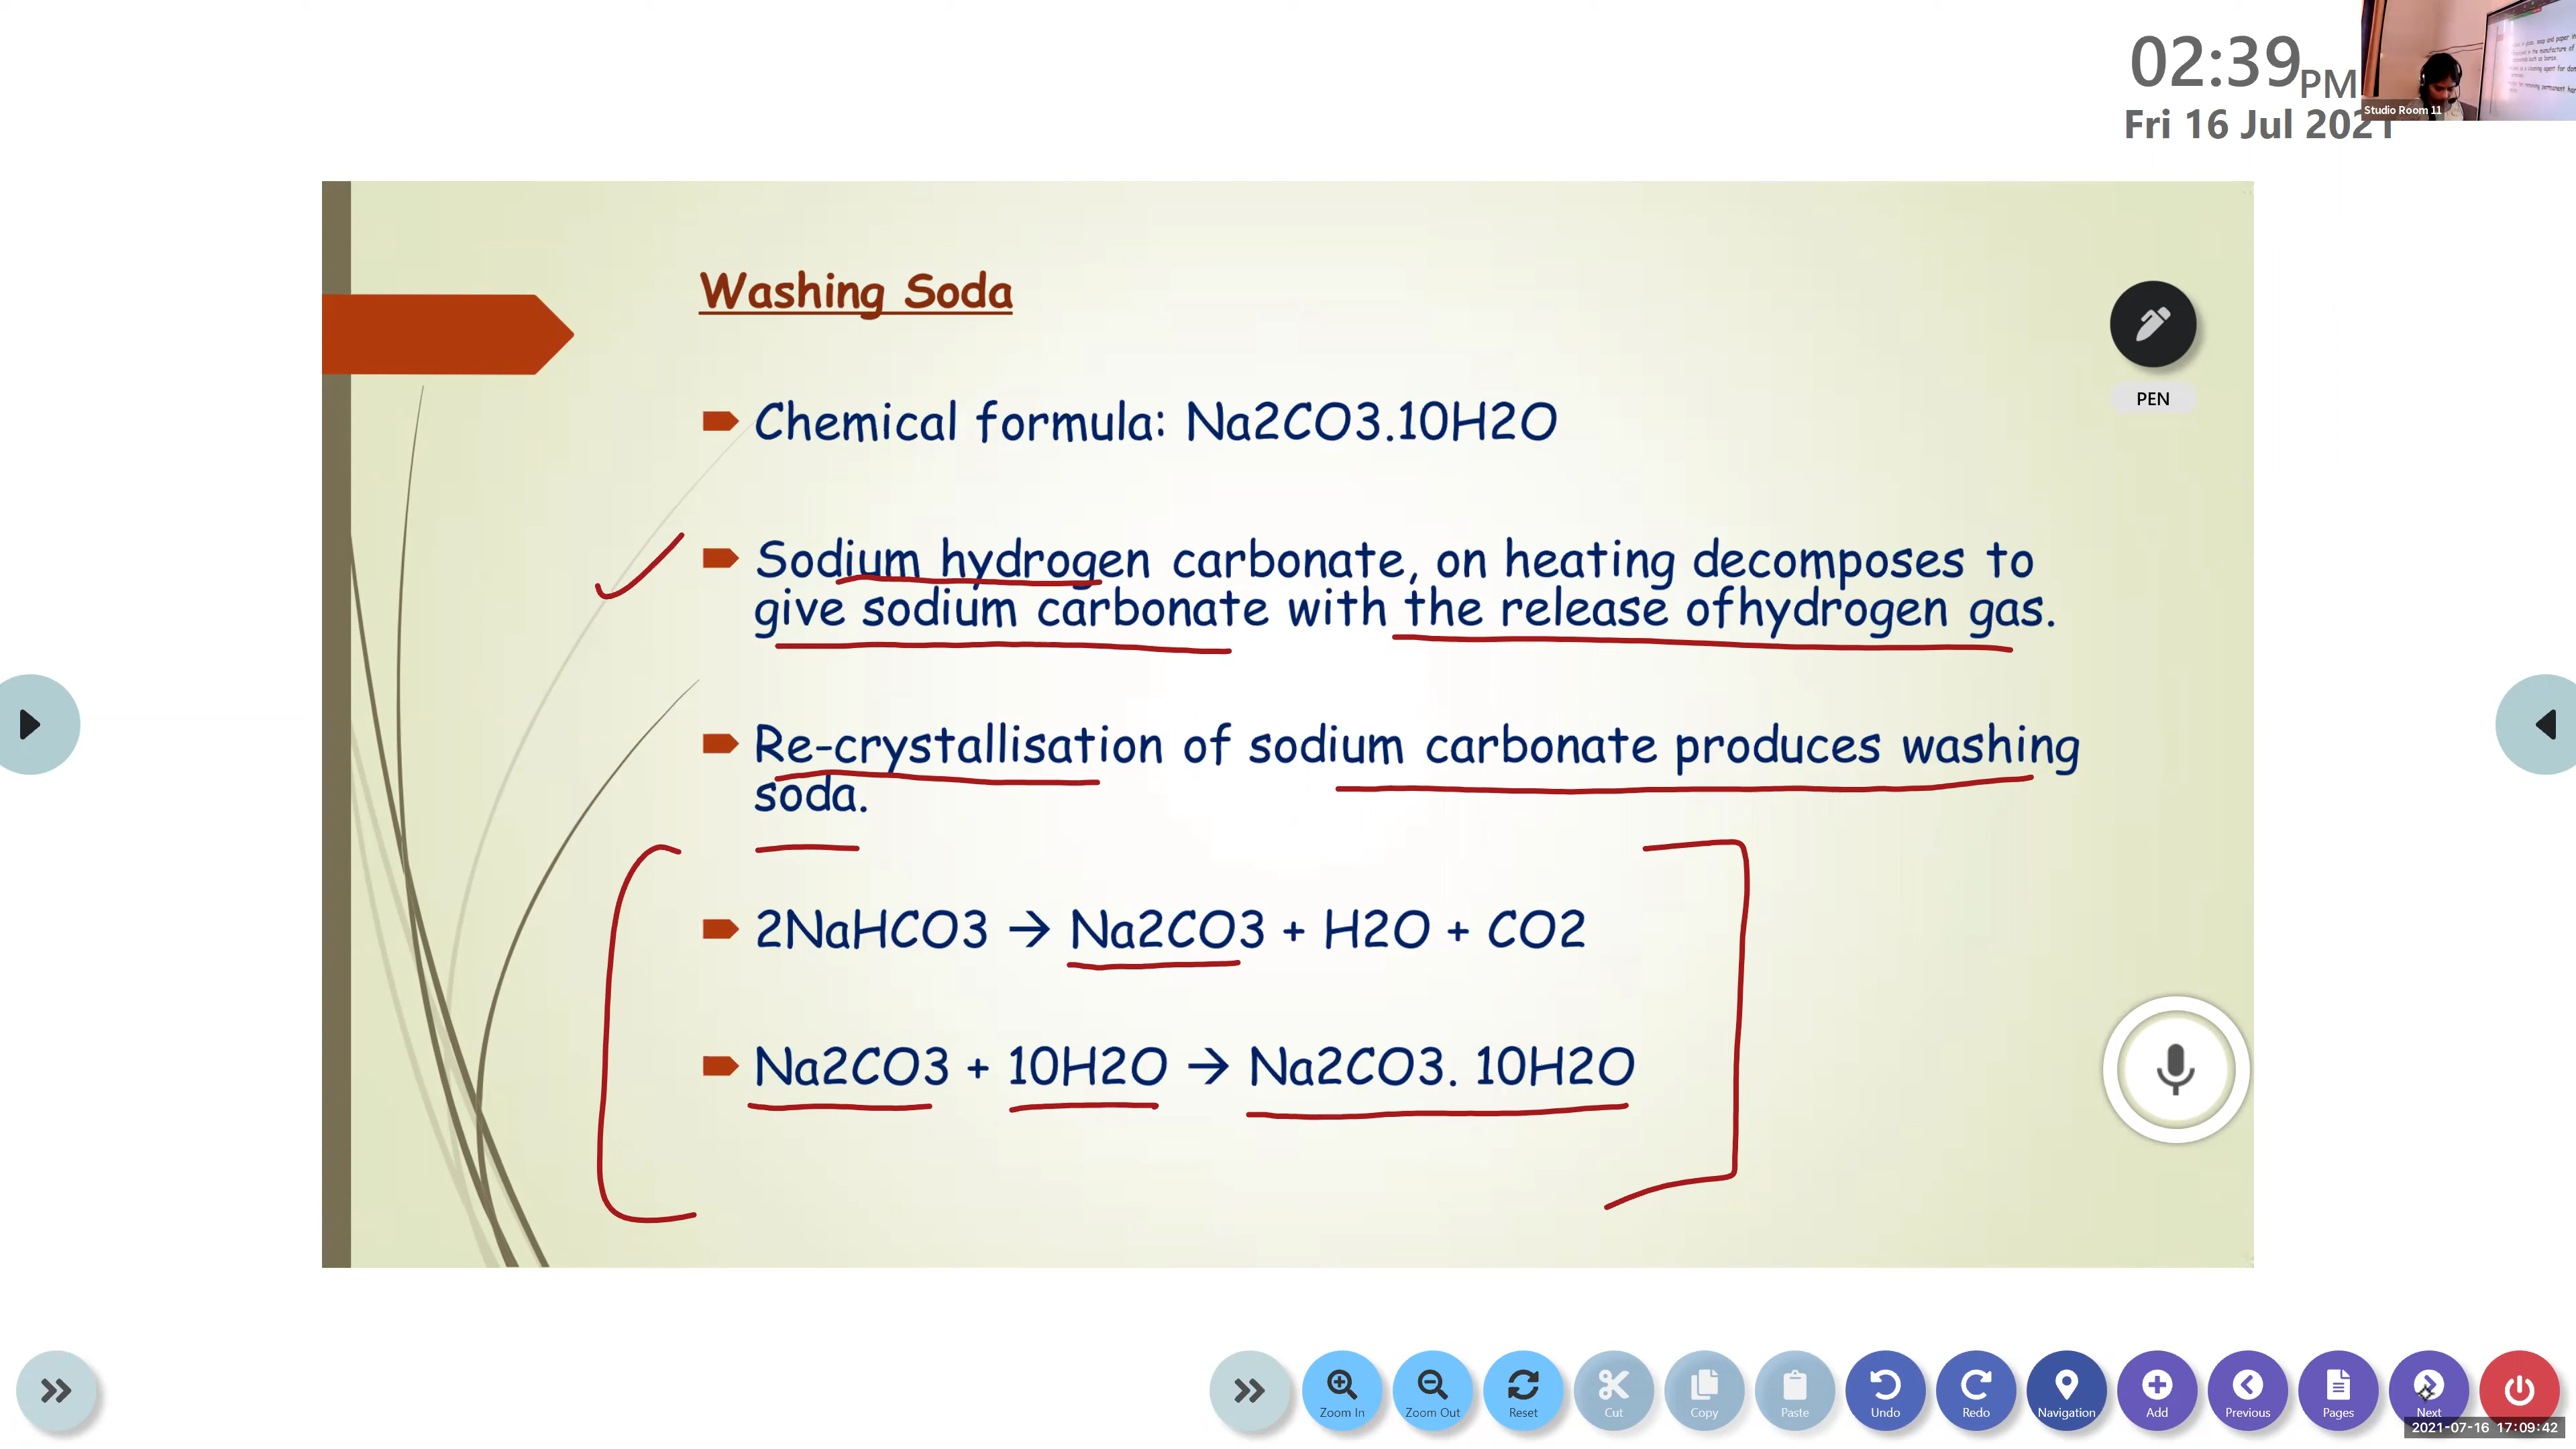 02:39 PM
Fri 16 Jul 2021
Studio Room 11
Washing Soda
PEN
Chemical formula: Na2CO3.10H2O
Sodium hydrogen carbonate, on heating decomposes to
give sodium carbonate with the release ofhydrogen gas.
Re-crystallisation of sodium carbonate produces washing
soda.
2NaHCO3 → Na2CO3 + H2O + CO2
Na2CO3 + 10H2O → Na2CO3. 10H2O
Zoom In
Zoom Out
Reset
Cut
Copy
Paste
Undo
Redo
Navigation
Add
Previous
Pages
Next
2021-07-16 17:09:42